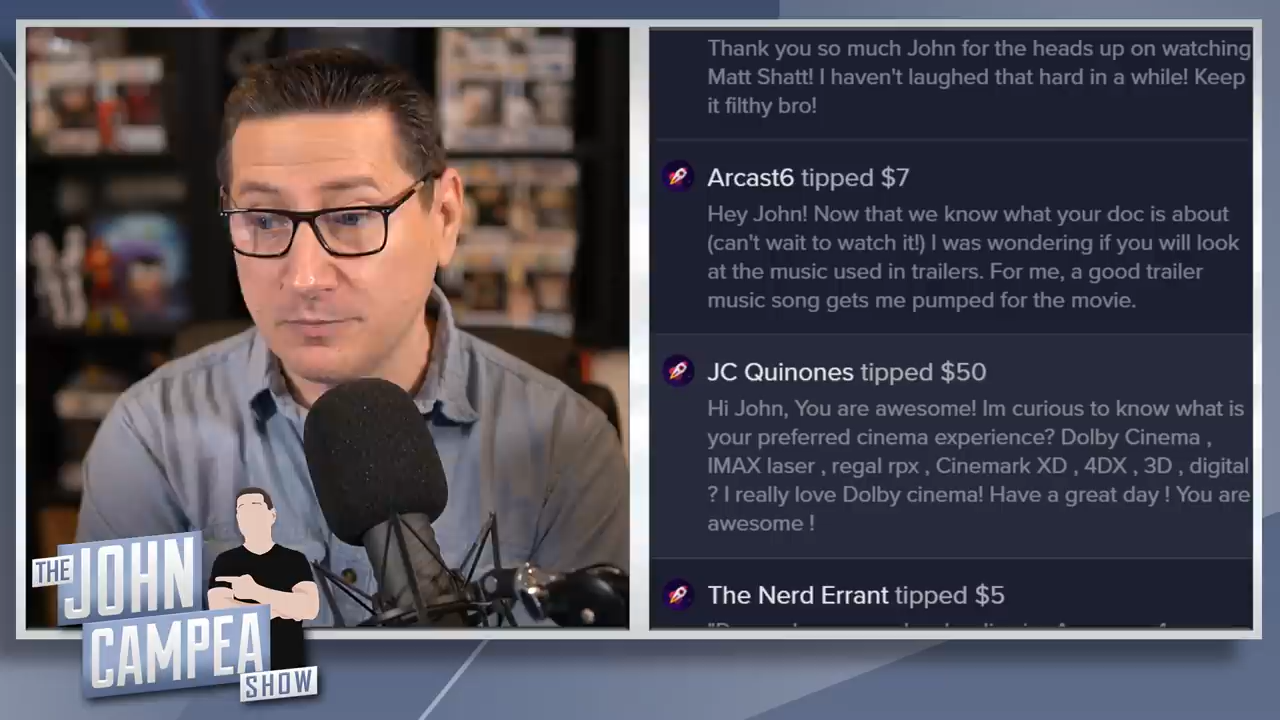 Thank you so much John for the heads up on watching
Matt Shatt! I haven't laughed that hard in a while! Keep
it filthy bro!
Arcast6 tipped $7
Hey John! Now that we know what your doc is about
(can't wait to watch it!) I was wondering if you will look
at the music used in trailers. For me, a good trailer
music song gets me pumped for the movie.
JC Quinones tipped $50
Hi John, You are awesome! Im curious to know what is
your preferred cinema experience? Dolby Cinema ,
IMAX laser , regal rpx , Cinemark XD , 4DX , 3D , digital
? I really love Dolby cinema! Have a great day ! You are
awesome !
The Nerd Errant tipped $5
THE
JOHN
CAMPEA
SHOW